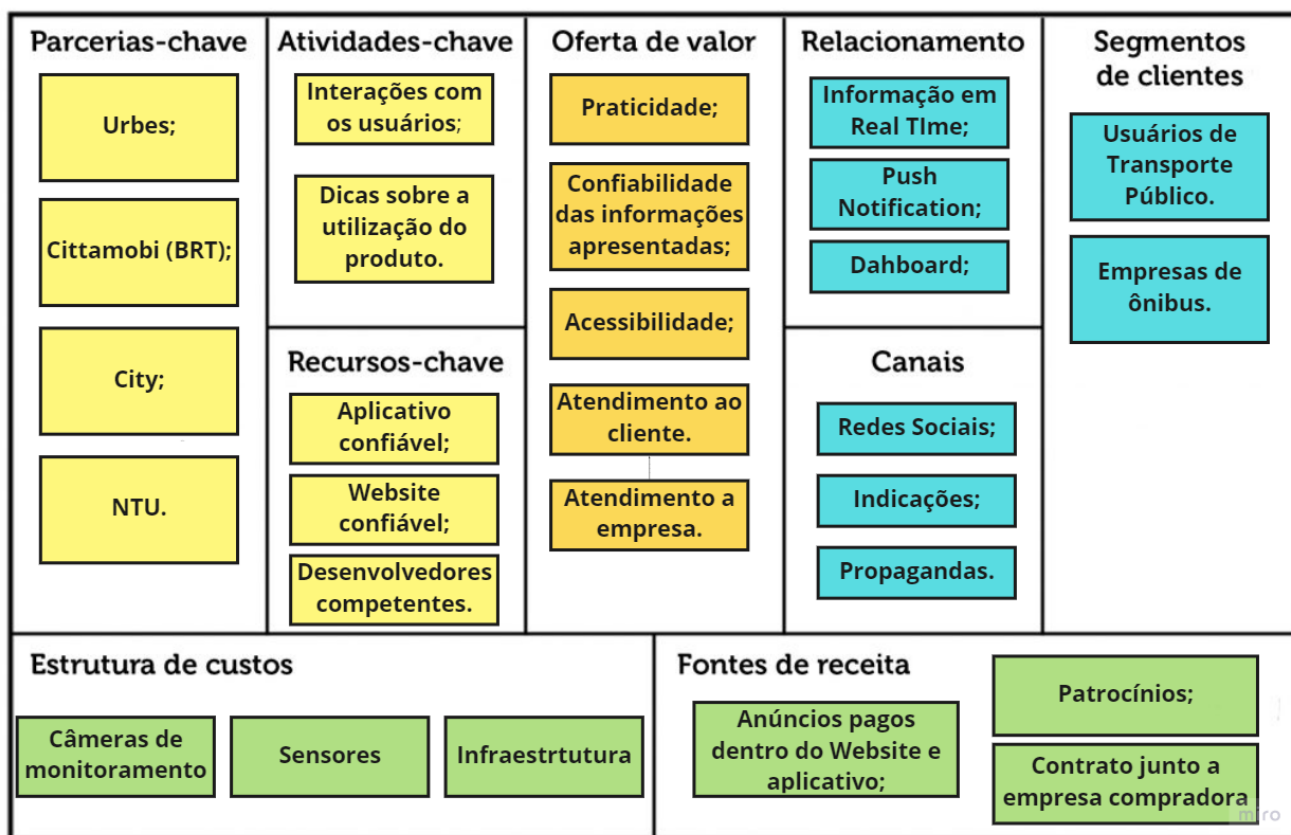 Parcerias-chave
Urbes;
Cittamobi (BRT);
City;
NTU.
Atividades-chave
Interações com
os usuários;
Dicas sobre a
utilização do
produto.
Recursos-chave
Aplicativo
confiável;
Website
confiável;
Desenvolvedores
competentes.
Oferta de valor
Praticidade;
Confiabilidade
das informações
apresentadas;
Acessibilidade;
Atendimento ao
cliente.
Atendimento a
empresa.
Relacionamento
Informação em
Real TIme;
Push
Notification;
Dahboard;
Canais
Redes Sociais;
Indicações;
Propagandas.
Segmentos
de clientes
Usuários de
Transporte
Público.
Empresas de
ônibus.
Estrutura de custos
Câmeras de
monitoramento
Sensores
Infraestrtutura
Fontes de receita
Anúncios pagos
dentro do Website e
aplicativo;
Patrocínios;
Contrato junto a
empresa compradora
miro